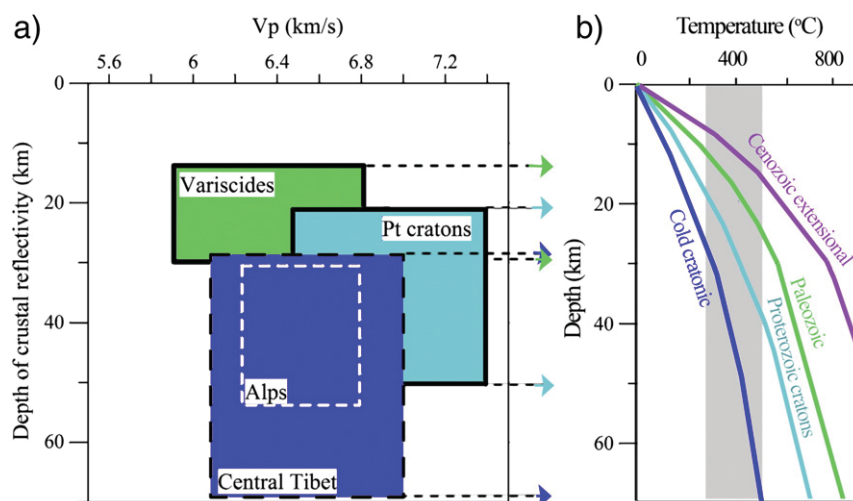 a)
Vp (km/s)
5.6 6 6.4 6.8 7.2
Depth of crustal reflectivity (km)
0
20
40
60
Variscides
Pt cratons
Alps
Central Tibet
b)
Temperature (°C)
0 400 800
Depth (km)
0
20
40
60
Cenozoic extensional
Paleozoic
Proterozoic cratons
Cold cratonic